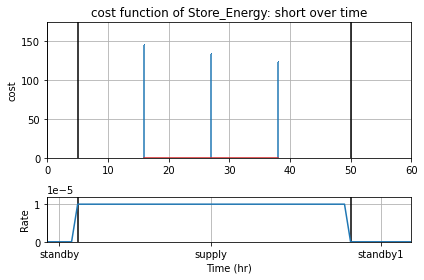 cost function of Store_Energy: short over time
150
100
50
0
cost
0 10 20 30 40 50 60
1e−5
1
0
Rate
standby supply standby1
Time (hr)